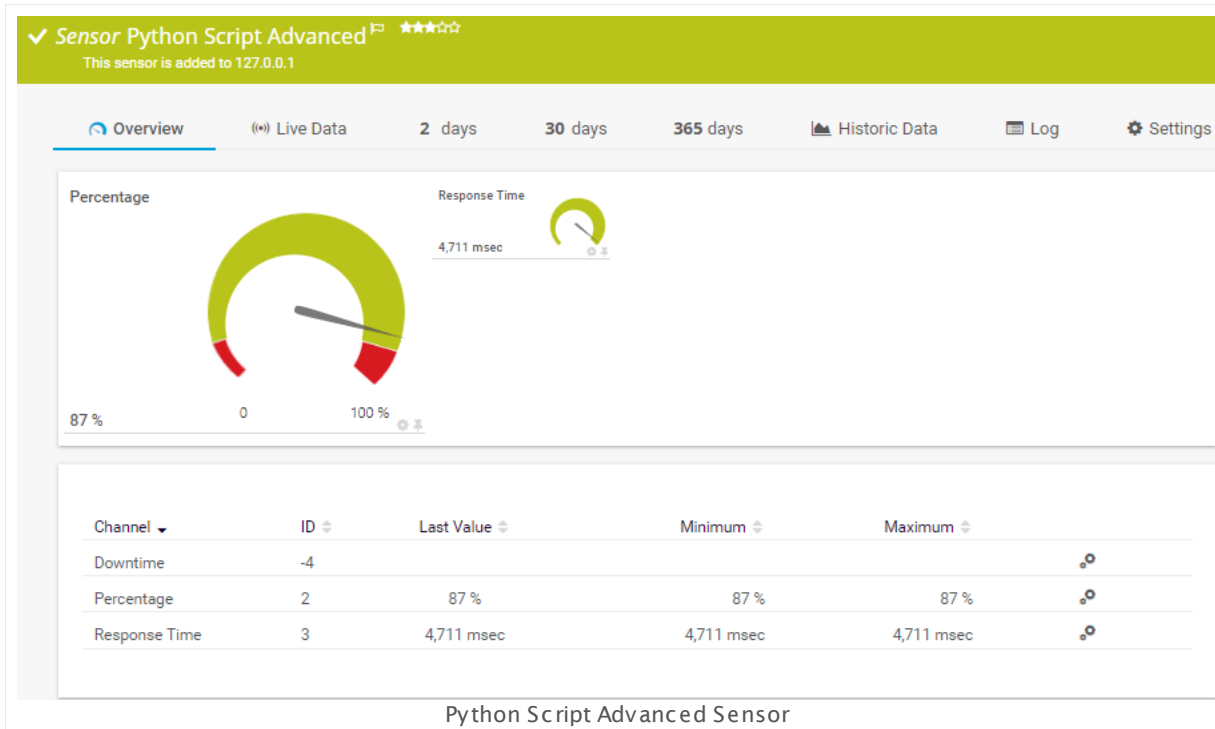 Sensor Python Script Advanced
This sensor is added to 127.0.0.1
Overview Live Data 2 days 30 days 365 days Historic Data Log Settings
Percentage
Response Time
4,711 msec
87 %
0 100 %
Channel ID Last Value Minimum Maximum
Downtime -4
Percentage 2 87 % 87 % 87 %
Response Time 3 4,711 msec 4,711 msec 4,711 msec
Python Script Advanced Sensor